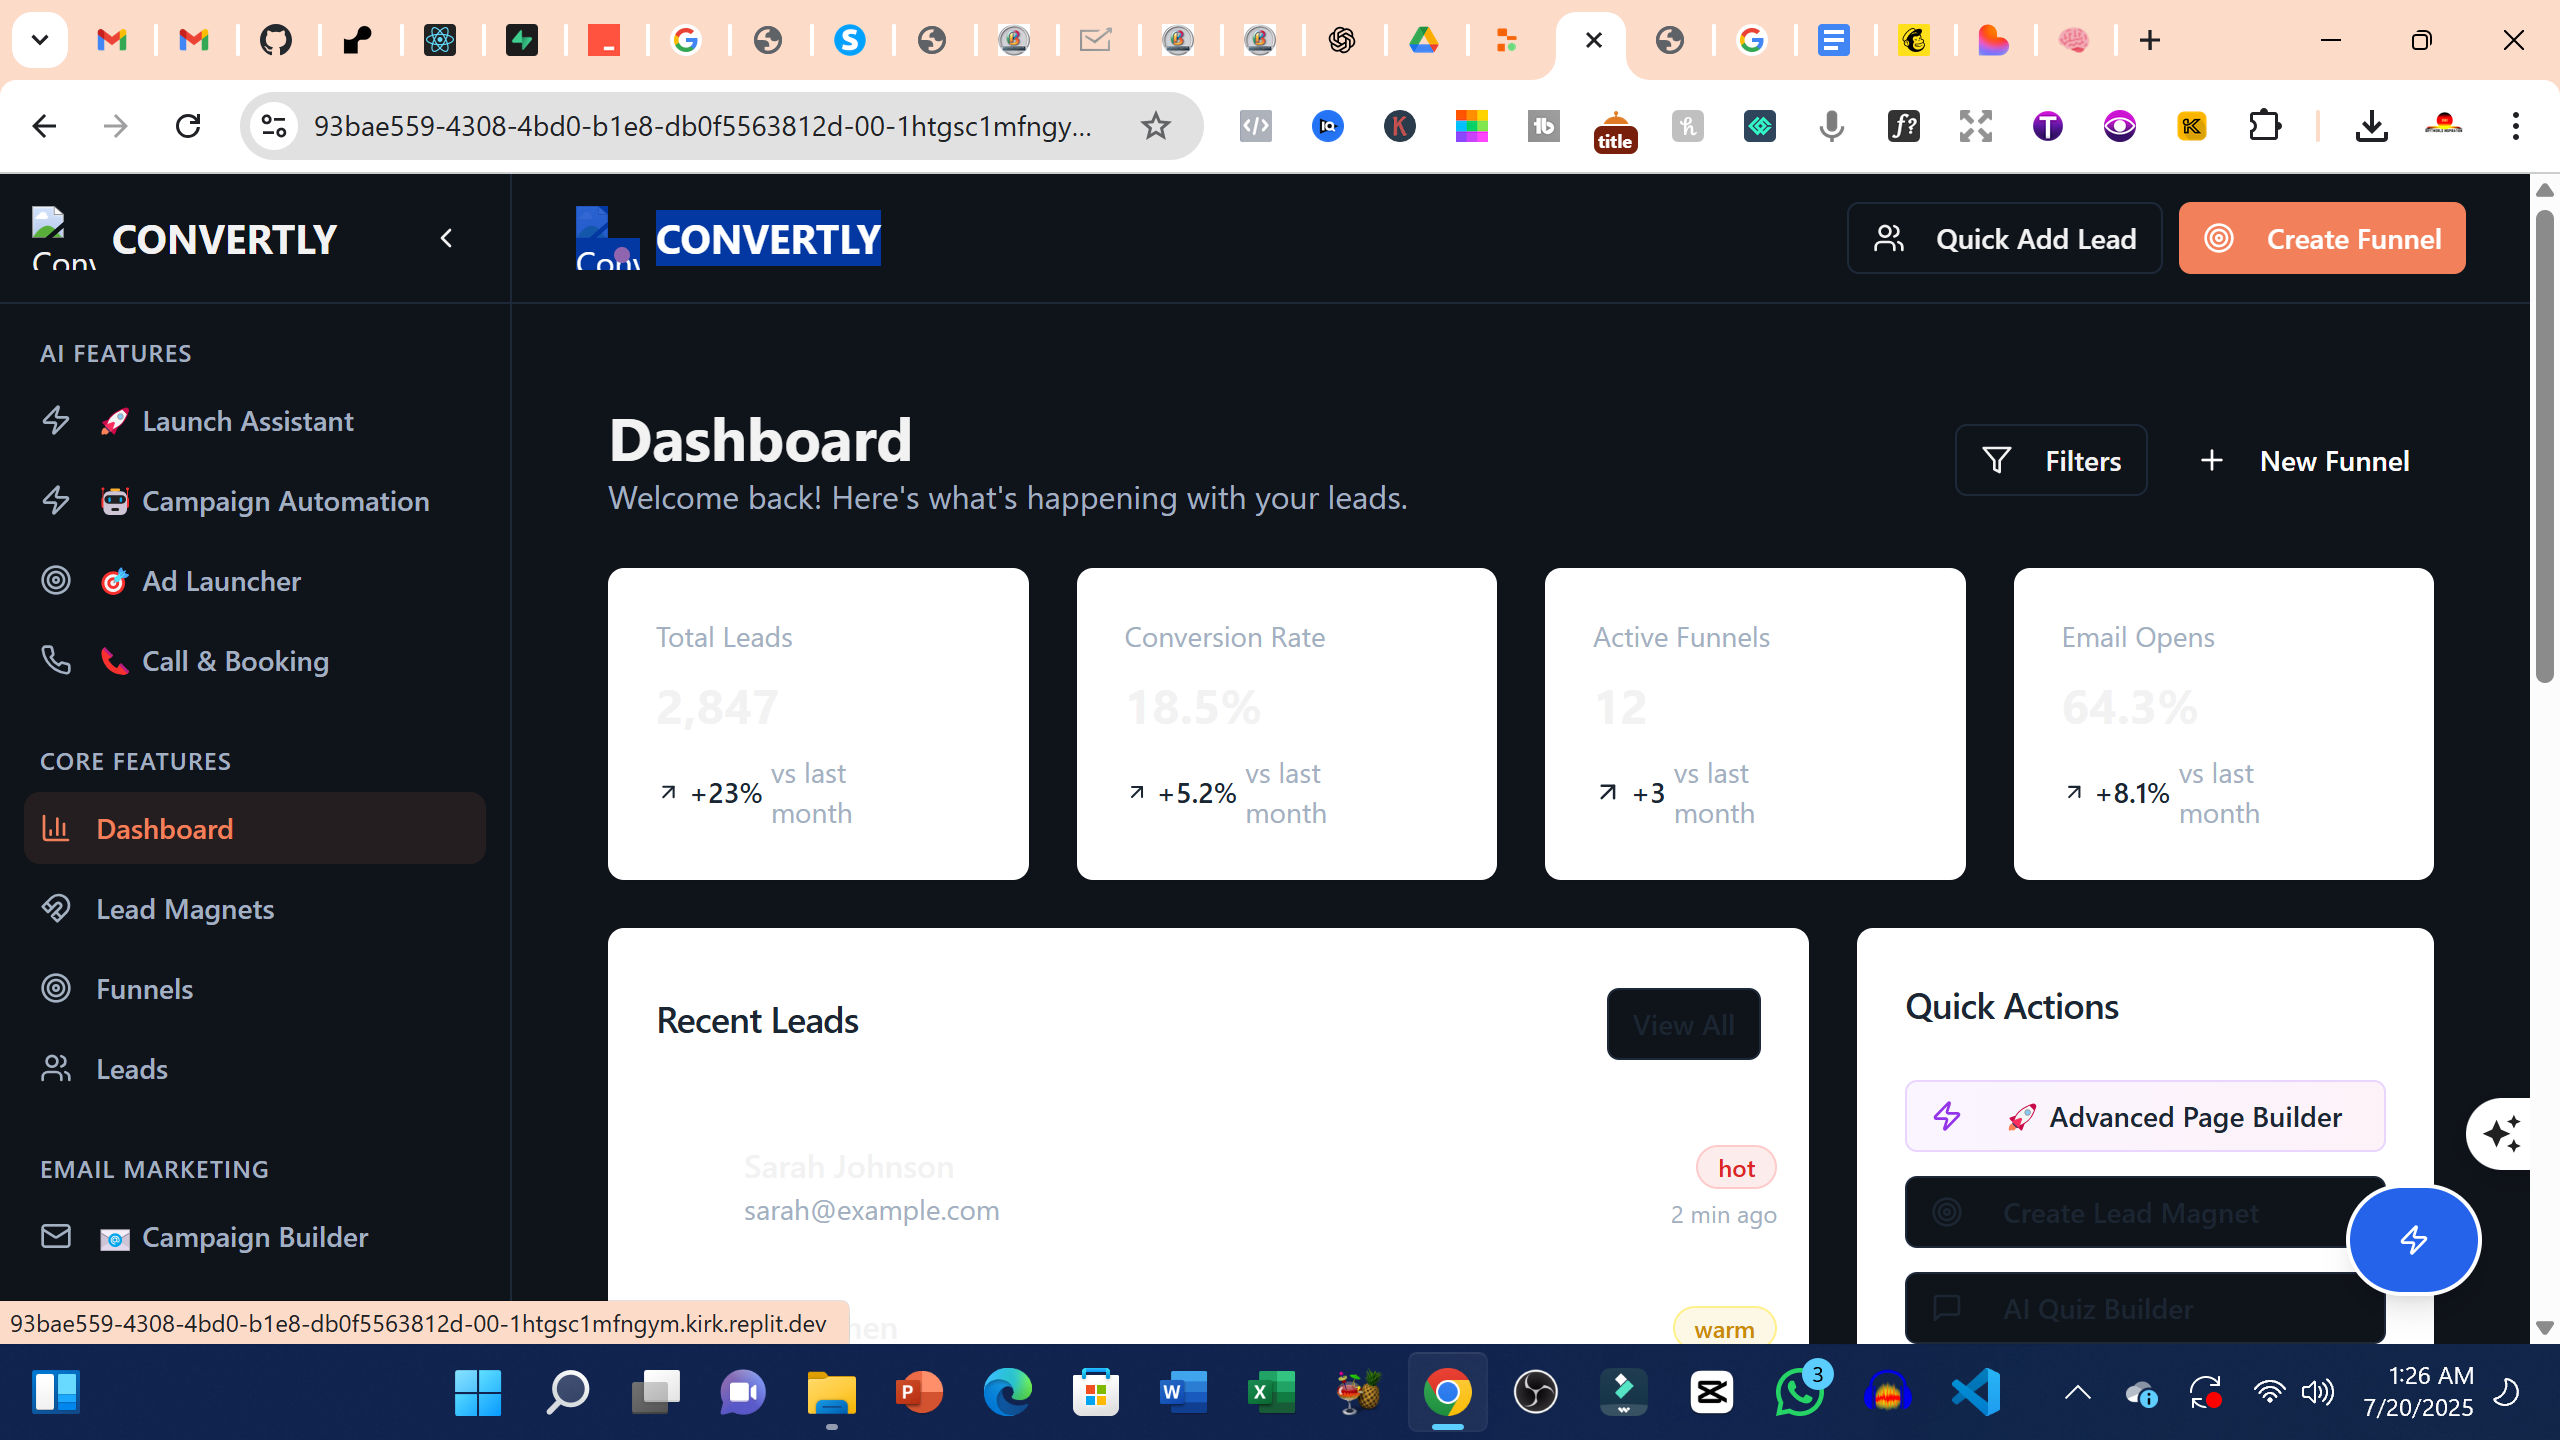 93bae559-4308-4bd0-b1e8-db0f5563812d-00-1htgsc1mfngy...
title
CONVERTLY
CONVERTLY
Quick Add Lead
Create Funnel
AI FEATURES
Launch Assistant
Campaign Automation
Ad Launcher
Call & Booking
CORE FEATURES
Dashboard
Lead Magnets
Funnels
Leads
EMAIL MARKETING
Campaign Builder
Dashboard
Welcome back! Here's what's happening with your leads.
Filters
New Funnel
Total Leads
2,847
+23% vs last month
Conversion Rate
18.5%
+5.2% vs last month
Active Funnels
12
+3 vs last month
Email Opens
64.3%
+8.1% vs last month
Recent Leads
View All
Sarah Johnson
sarah@example.com
hot
2 min ago
warm
Quick Actions
Advanced Page Builder
Create Lead Magnet
AI Quiz Builder
93bae559-4308-4bd0-b1e8-db0f5563812d-00-1htgsc1mfngym.kirk.replit.dev
3
1:26 AM
7/20/2025